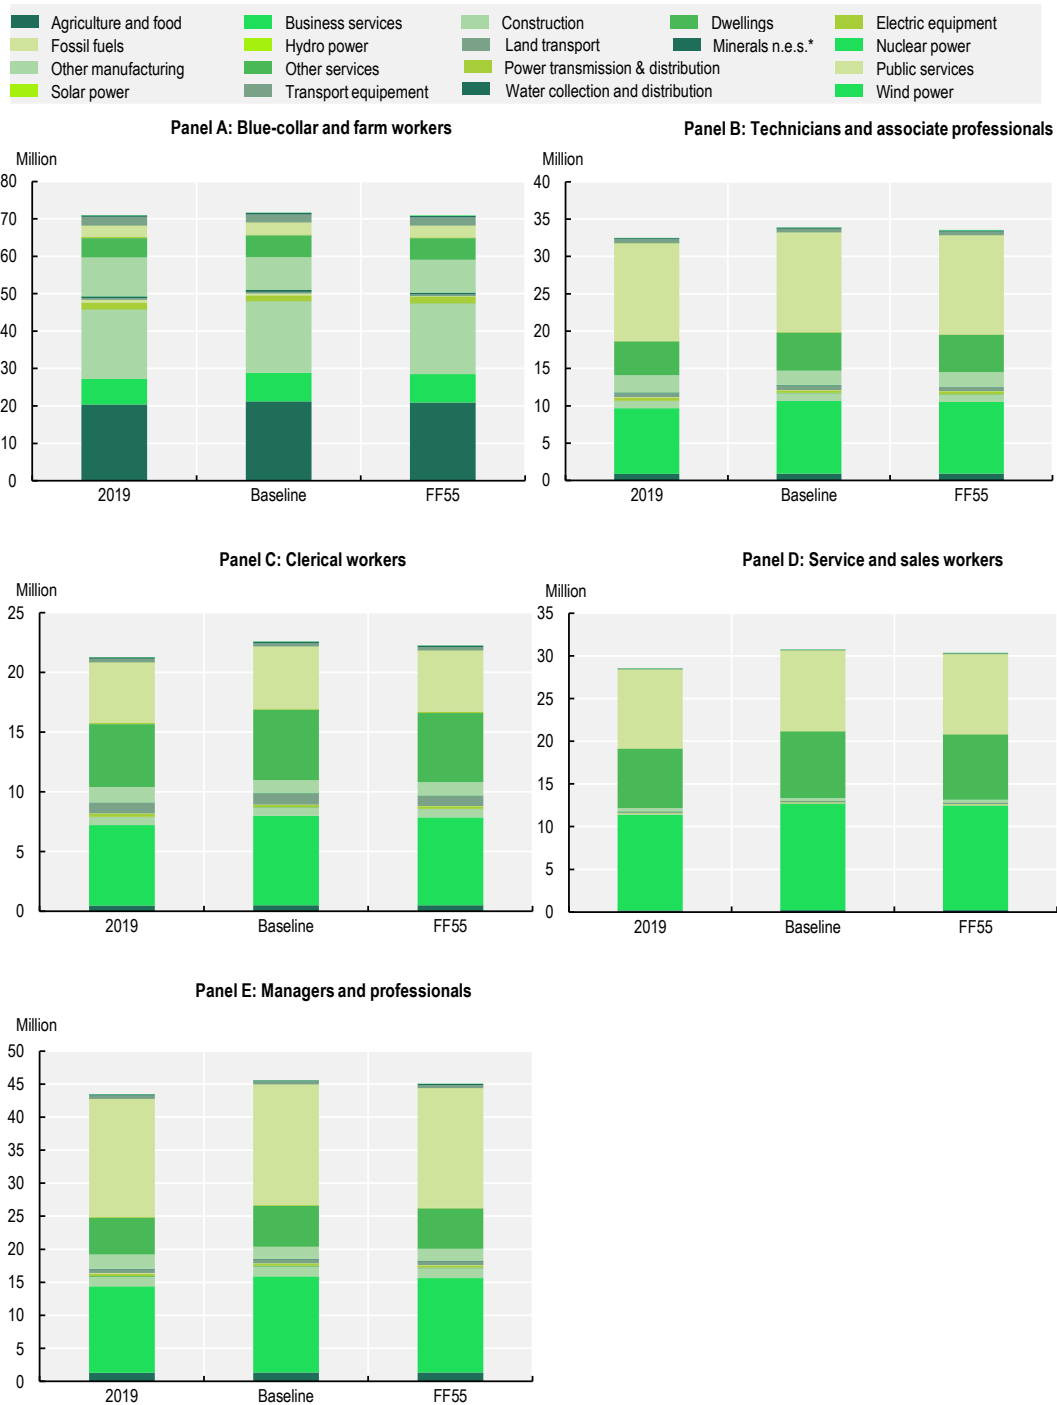 Agriculture and food Business services Construction Dwellings Electric equipment
Fossil fuels Hydro power Land transport Minerals n.e.s.* Nuclear power
Other manufacturing Other services Power transmission & distribution Public services
Solar power Transport equipement Water collection and distribution Wind power
Panel A: Blue-collar and farm workers
Million
80
70
60
50
40
30
20
10
0
2019 Baseline FF55
Panel B: Technicians and associate professionals
Million
40
35
30
25
20
15
10
5
0
2019 Baseline FF55
Panel C: Clerical workers
Million
25
20
15
10
5
0
2019 Baseline FF55
Panel D: Service and sales workers
Million
35
30
25
20
15
10
5
0
2019 Baseline FF55
Panel E: Managers and professionals
Million
50
45
40
35
30
25
20
15
10
5
0
2019 Baseline FF55